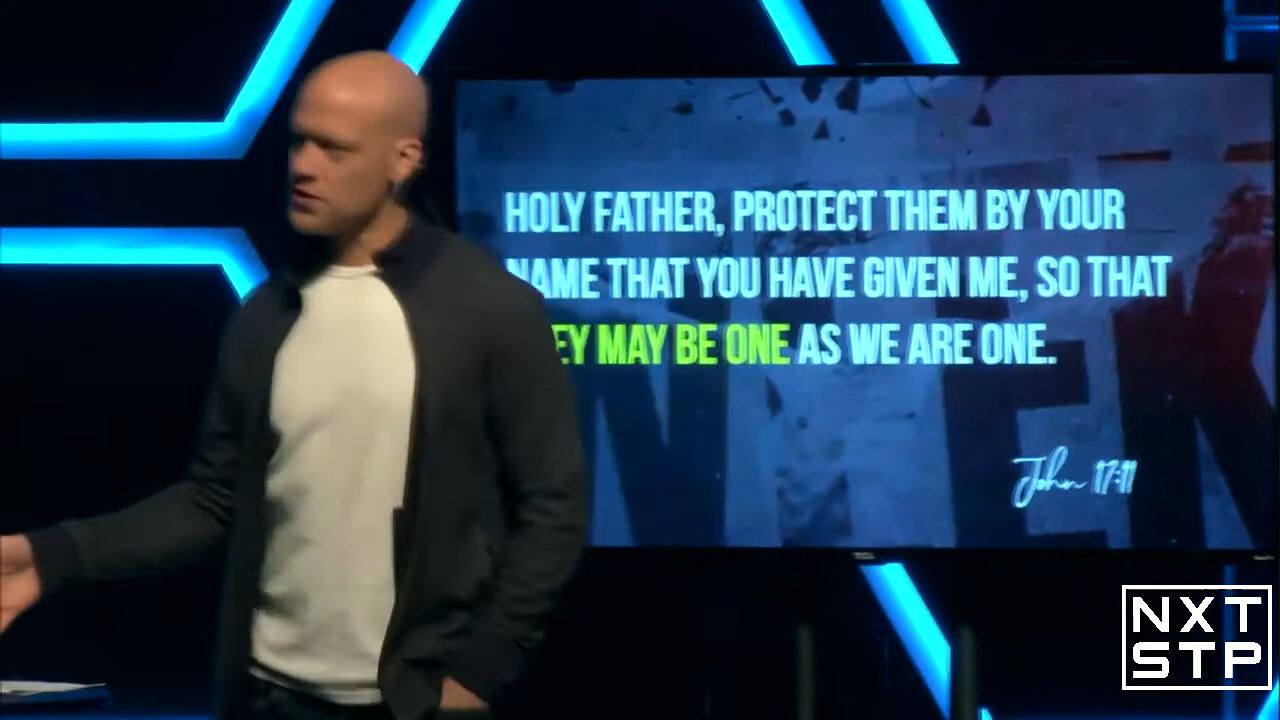 HOLY FATHER, PROTECT THEM BY YOUR
NAME THAT YOU HAVE GIVEN ME, SO THAT
EY MAY BE ONE AS WE ARE ONE.
John 17:11
NXT
STP